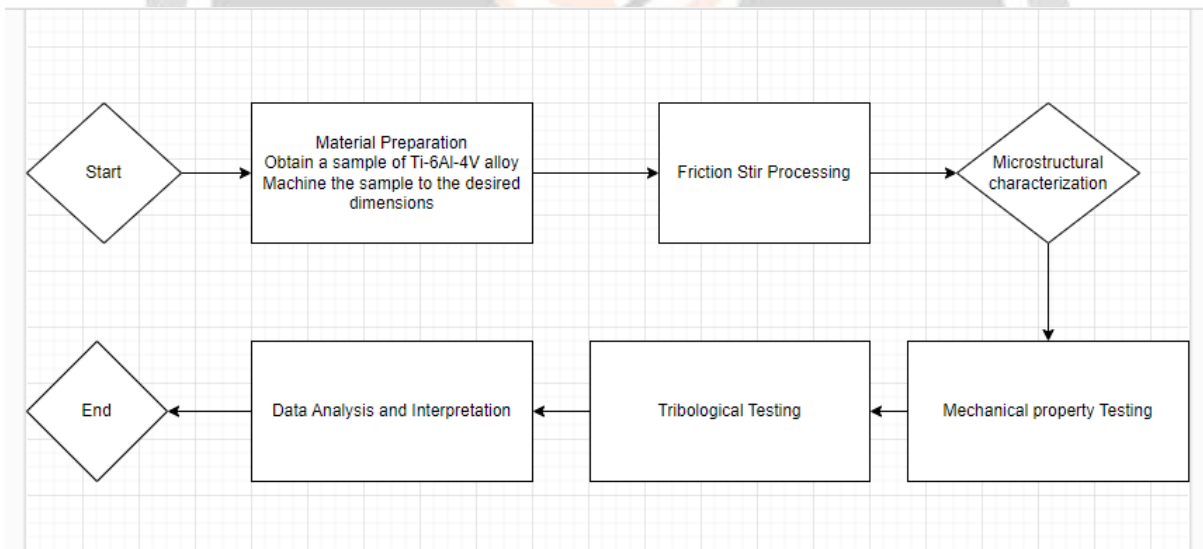 Start
Material Preparation
Obtain a sample of Ti-6Al-4V alloy
Machine the sample to the desired
dimensions
Friction Stir Processing
Microstructural
characterization
End
Data Analysis and Interpretation
Tribological Testing
Mechanical property Testing